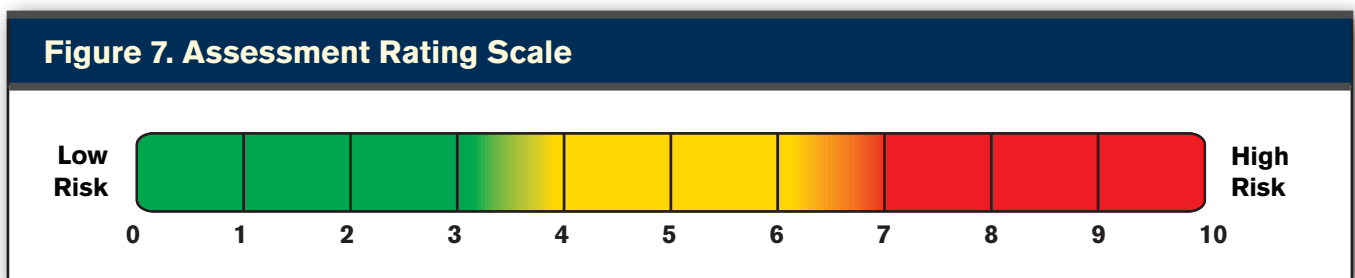 Figure 7. Assessment Rating Scale
Low
Risk
High
Risk
0 1 2 3 4 5 6 7 8 9 10